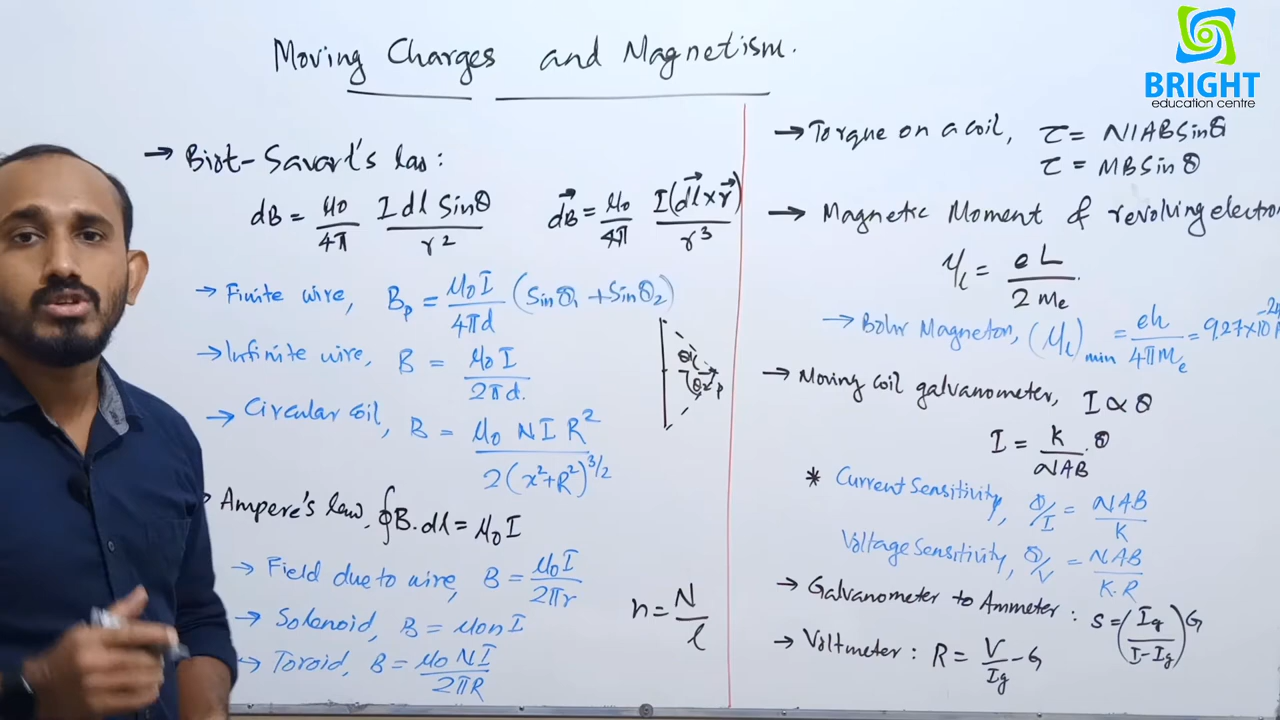 Moving Charges and Magnetism.
BRIGHT
education centre
→ Biot-Savart's law:
dB = μ₀/4π I dl Sinθ/r²   d⃗B = μ₀/4π I(d⃗l × r⃗)/r³
→ Finite wire, Bₚ = μ₀I/4πd (Sinθ₁ + Sinθ₂)
→ Infinite wire, B = μ₀I/2πd.
θ₁
θ₂ P
→ Circular coil, B = μ₀ N I R²/2(x²+R²)^3/2
Ampere's law, ∮B.dl = μ₀I
→ Field due to wire, B = μ₀I/2πr
→ Solenoid, B = μ₀nI
n = N/l
→ Toroid, B = μ₀NI/2πR
→ Torque on a coil, τ = NIABSinθ
τ = MBSinθ
→ Magnetic Moment of revolving electron
μₗ = eL/2mₑ.
→ Bohr Magneton, (μₗ)min = eh/4πmₑ = 9.27×10⁻²⁴
→ Moving coil galvanometer, I ∝ θ
I = K/NAB .θ
* Current Sensitivity, θ/I = NAB/K
Voltage Sensitivity, θ/V = NAB/K.R
→ Galvanometer to Ammeter: S = (Ig/I-Ig)G
→ Voltmeter: R = V/Ig - G